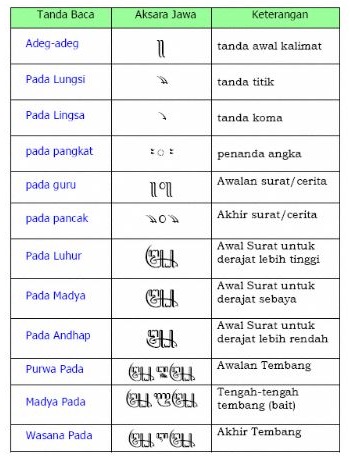 Tanda Baca Aksara Jawa Keterangan
Adeg-adeg ꧋ tanda awal kalimat
Pada Lungsi ꧉ tanda titik
Pada Lingsa ꧈ tanda koma
pada pangkat penanda angka
pada guru ꧋꧆꧋ Awalan surat/cerita
pada pancak ꧉꧆꧉ Akhir surat/cerita
Pada Luhur Awal Surat untuk
derajat lebih tinggi
Pada Madya Awal Surat untuk
derajat sebaya
Pada Andhap Awal Surat untuk
derajat lebih rendah
Purwa Pada Awalan Tembang
Madya Pada Tengah-tengah
tembang (bait)
Wasana Pada Akhir Tembang